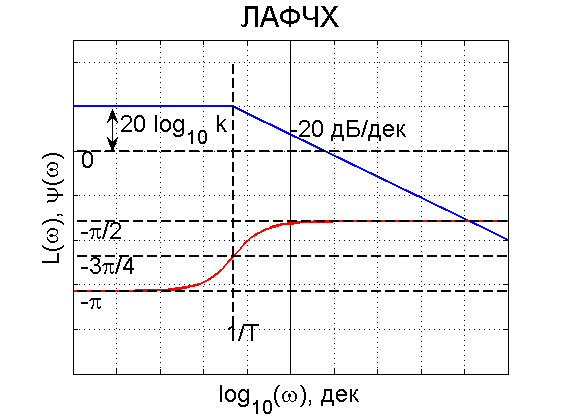 ЛАФЧХ
20 log₁₀ k
-20 дБ/дек
0
-π/2
-3π/4
-π
1/T
L(ω), ψ(ω)
log₁₀(ω), дек